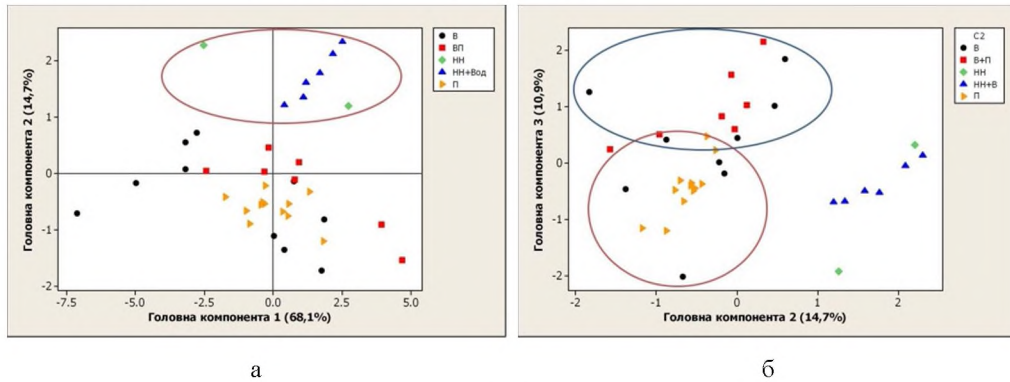 2
1
0
-1
-2
-7.5
-5.0
-2.5
0.0
2.5
5.0
Головна компонента 2 (14,7%)
Головна компонента 1 (68,1%)
В
ВП
НН
НН+Вод
П
2
1
0
-1
-2
-2
-1
0
1
2
Головна компонента 3 (10,9%)
Головна компонента 2 (14,7%)
C2
В
В+П
НН
НН+В
П
а
б